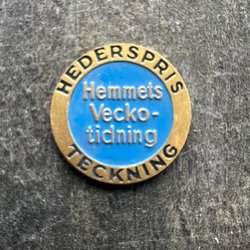 HEDERSPRIS
Hemmets
Vecko-
tidning
TECKNING